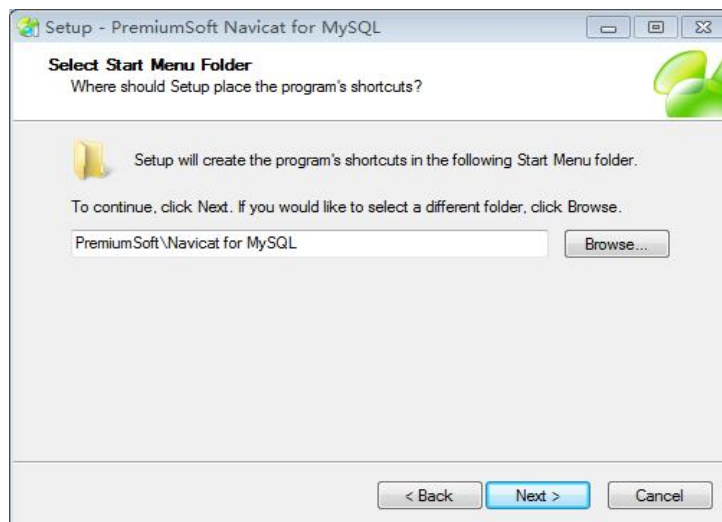 Setup - PremiumSoft Navicat for MySQL
Select Start Menu Folder
Where should Setup place the program's shortcuts?
Setup will create the program's shortcuts in the following Start Menu folder.
To continue, click Next. If you would like to select a different folder, click Browse.
PremiumSoft\Navicat for MySQL
Browse...
< Back
Next >
Cancel